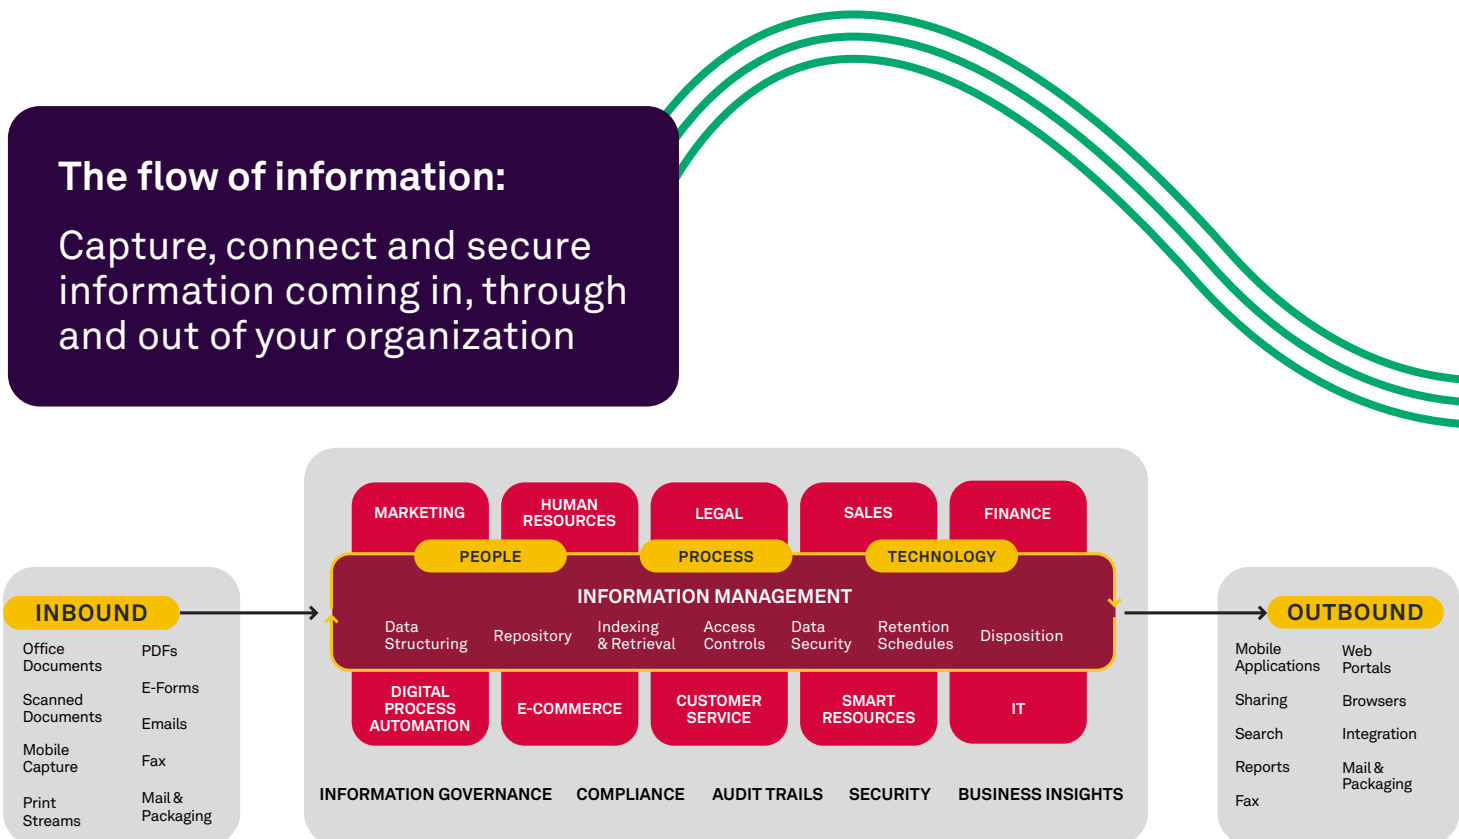 The flow of information:
Capture, connect and secure
information coming in, through
and out of your organization
INBOUND
Office
Documents
Scanned
Documents
Mobile
Capture
Print
Streams
PDFs
E-Forms
Emails
Fax
Mail &
Packaging
MARKETING
HUMAN
RESOURCES
LEGAL
SALES
FINANCE
PEOPLE
PROCESS
TECHNOLOGY
INFORMATION MANAGEMENT
Data
Structuring
Repository
Indexing
& Retrieval
Access
Controls
Data
Security
Retention
Schedules
Disposition
DIGITAL
PROCESS
AUTOMATION
E-COMMERCE
CUSTOMER
SERVICE
SMART
RESOURCES
IT
INFORMATION GOVERNANCE
COMPLIANCE
AUDIT TRAILS
SECURITY
BUSINESS INSIGHTS
OUTBOUND
Mobile
Applications
Sharing
Search
Reports
Fax
Web
Portals
Browsers
Integration
Mail &
Packaging